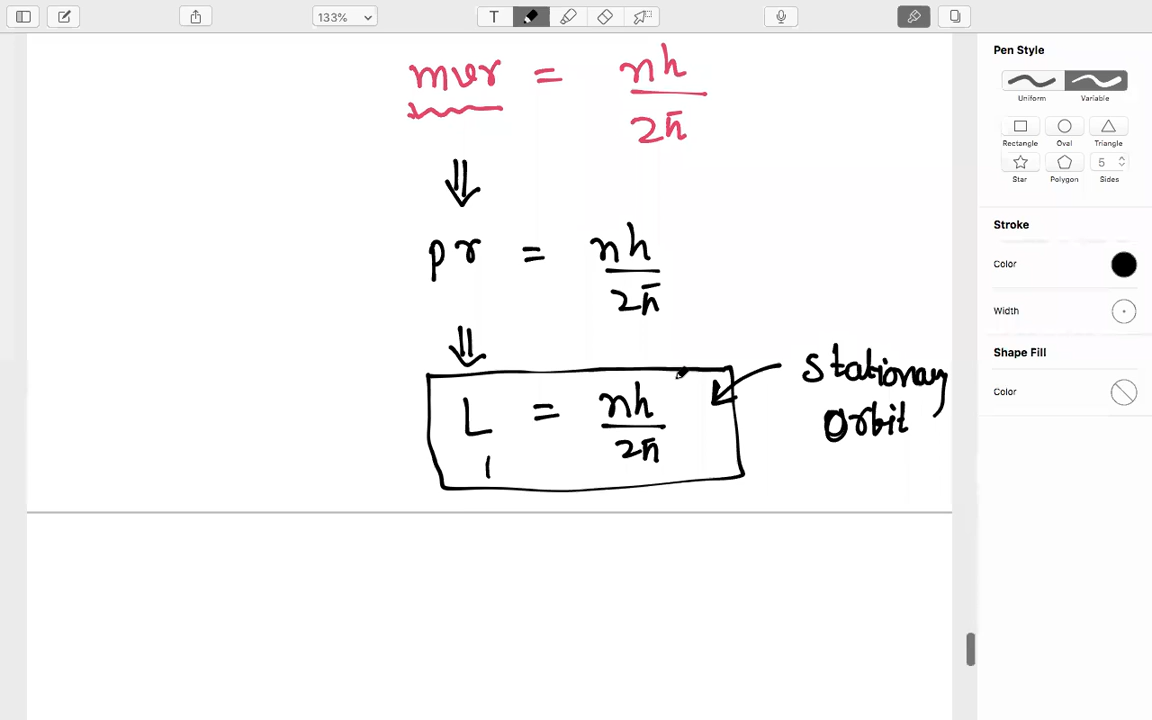 133%
T
mvr = nh/2π
⇓
pr = nh/2π
⇓
L = nh/2π
stationary
orbit
Pen Style
Uniform Variable
Rectangle Oval Triangle
5
Star Polygon Sides
Stroke
Color
Width
Shape Fill
Color